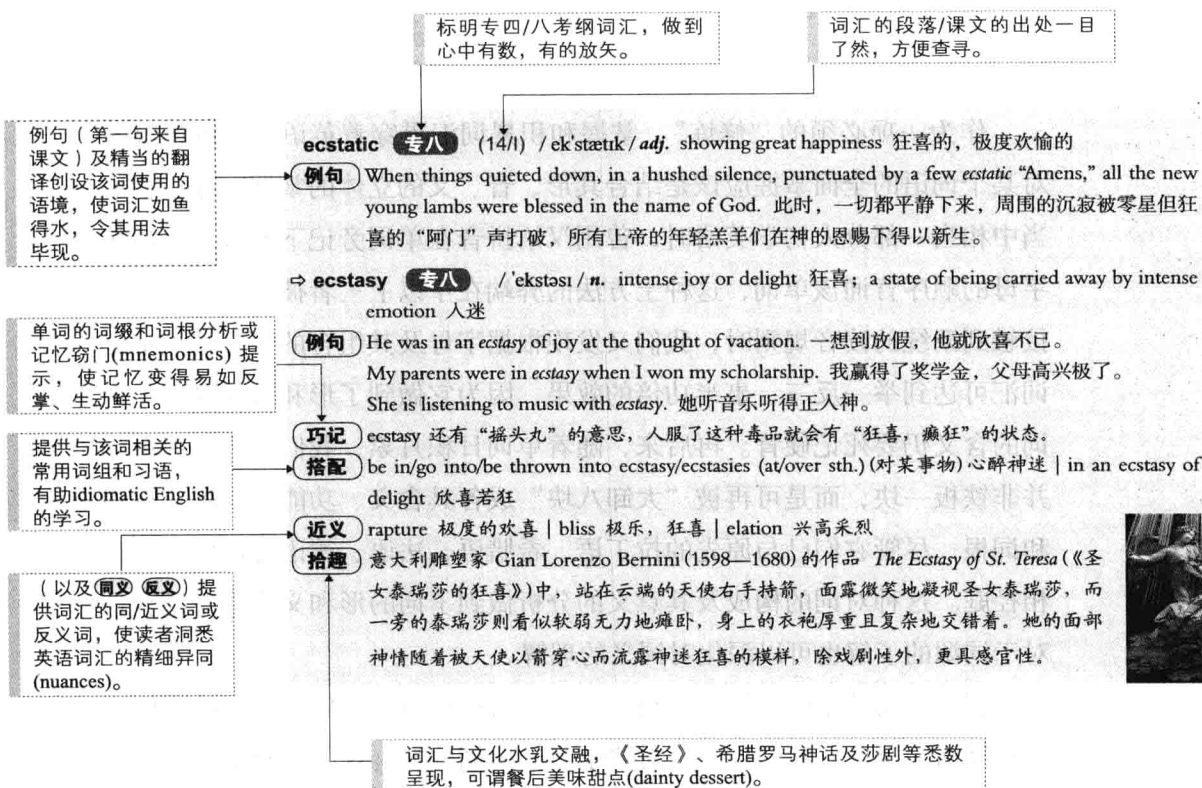 标明专四/八考纲词汇，做到
心中有数，有的放矢。
词汇的段落/课文的出处一目
了然，方便查寻。
例句（第一句来自
课文）及精当的翻
译创设该词使用的
语境，使词汇如鱼
得水，令其用法
毕现。
ecstatic 专八 (14/I) / ek'stætɪk / adj. showing great happiness 狂喜的，极度欢愉的
例句 When things quieted down, in a hushed silence, punctuated by a few ecstatic “Amens,” all the new
young lambs were blessed in the name of God. 此时，一切都平静下来，周围的沉寂被零星但狂
喜的“阿门”声打破，所有上帝的年轻羔羊们在神的恩赐下得以新生。
⇨ ecstasy 专八 / 'ekstəsɪ / n. intense joy or delight 狂喜；a state of being carried away by intense
emotion 入迷
单词的词缀和词根分析或
记忆窍门(mnemonics) 提
示，使记忆变得易如反
掌、生动鲜活。
例句 He was in an ecstasy of joy at the thought of vacation. 一想到放假，他就欣喜不已。
My parents were in ecstasy when I won my scholarship. 我赢得了奖学金，父母高兴极了。
She is listening to music with ecstasy. 她听音乐听得正入神。
巧记 ecstasy 还有“摇头丸”的意思，人服了这种毒品就会有“狂喜，癫狂”的状态。
提供与该词相关的
常用词组和习语，
有助idiomatic English
的学习。
搭配 be in/go into/be thrown into ecstasy/ecstasies (at/over sth.) (对某事物) 心醉神迷 | in an ecstasy of
delight 欣喜若狂
近义 rapture 极度的欢喜 | bliss 极乐，狂喜 | elation 兴高采烈
（以及同义 反义）提
供词汇的同/近义词或
反义词，使读者洞悉
英语词汇的精细异同
(nuances)。
拾趣 意大利雕塑家 Gian Lorenzo Bernini (1598—1680) 的作品 The Ecstasy of St. Teresa (《圣
女泰瑞莎的狂喜》)中，站在云端的天使右手持箭，面露微笑地凝视圣女泰瑞莎，而
一旁的泰瑞莎则看似软弱无力地瘫卧，身上的衣袍厚重且复杂地交错着。她的面部
神情随着被天使以箭穿心而流露神迷狂喜的模样，除戏剧性外，更具感官性。
词汇与文化水乳交融，《圣经》、希腊罗马神话及莎剧等悉数
呈现，可谓餐后美味甜点(dainty dessert)。